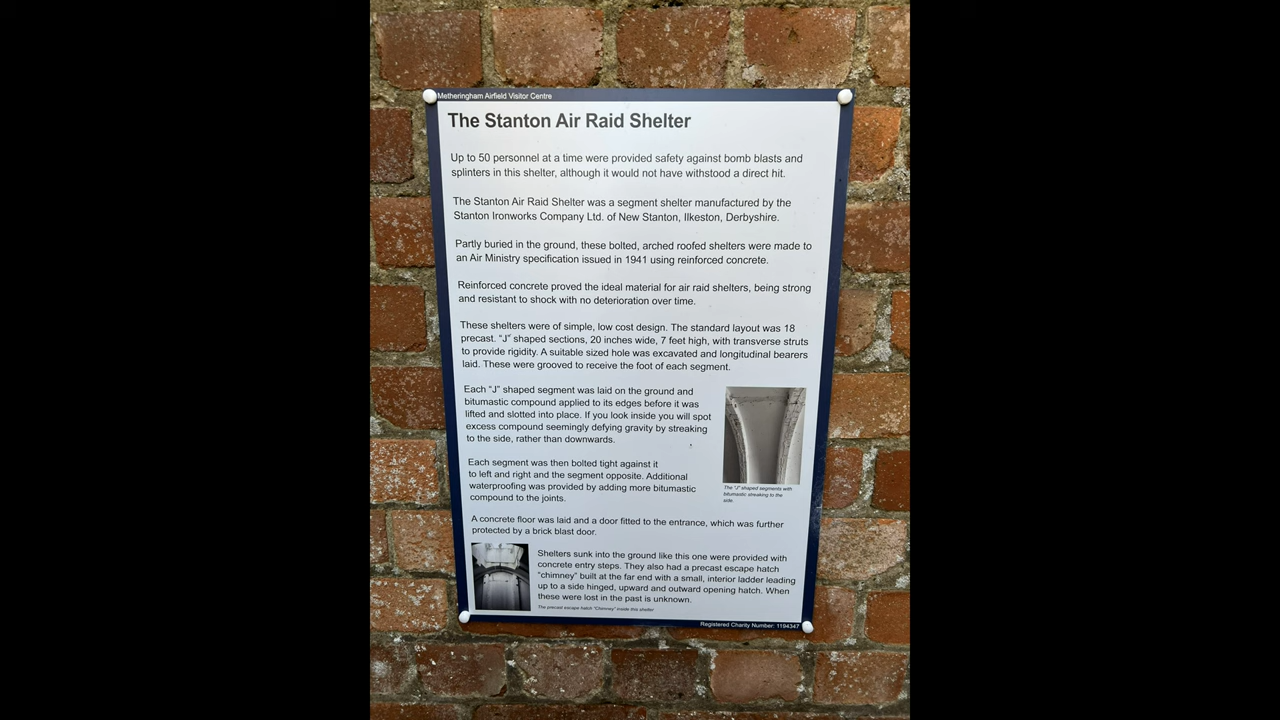 Metheringham Airfield Visitor Centre
The Stanton Air Raid Shelter
Up to 50 personnel at a time were provided safety against bomb blasts and
splinters in this shelter, although it would not have withstood a direct hit.
The Stanton Air Raid Shelter was a segment shelter manufactured by the
Stanton Ironworks Company Ltd. of New Stanton, Ilkeston, Derbyshire.
Partly buried in the ground, these bolted, arched roofed shelters were made to
an Air Ministry specification issued in 1941 using reinforced concrete.
Reinforced concrete proved the ideal material for air raid shelters, being strong
and resistant to shock with no deterioration over time.
These shelters were of simple, low cost design. The standard layout was 18
precast. "J" shaped sections, 20 inches wide, 7 feet high, with transverse struts
to provide rigidity. A suitable sized hole was excavated and longitudinal bearers
laid. These were grooved to receive the foot of each segment.
Each "J" shaped segment was laid on the ground and
bitumastic compound applied to its edges before it was
lifted and slotted into place. If you look inside you will spot
excess compound seemingly defying gravity by streaking
to the side, rather than downwards.
The "J" shaped segments with
bitumastic streaking to the
side.
Each segment was then bolted tight against it
to left and right and the segment opposite. Additional
waterproofing was provided by adding more bitumastic
compound to the joints.
A concrete floor was laid and a door fitted to the entrance, which was further
protected by a brick blast door.
Shelters sunk into the ground like this one were provided with
concrete entry steps. They also had a precast escape hatch
"chimney" built at the far end with a small, interior ladder leading
up to a side hinged, upward and outward opening hatch. When
these were lost in the past is unknown.
The precast escape hatch "Chimney" inside this shelter
Registered Charity Number: 1194347